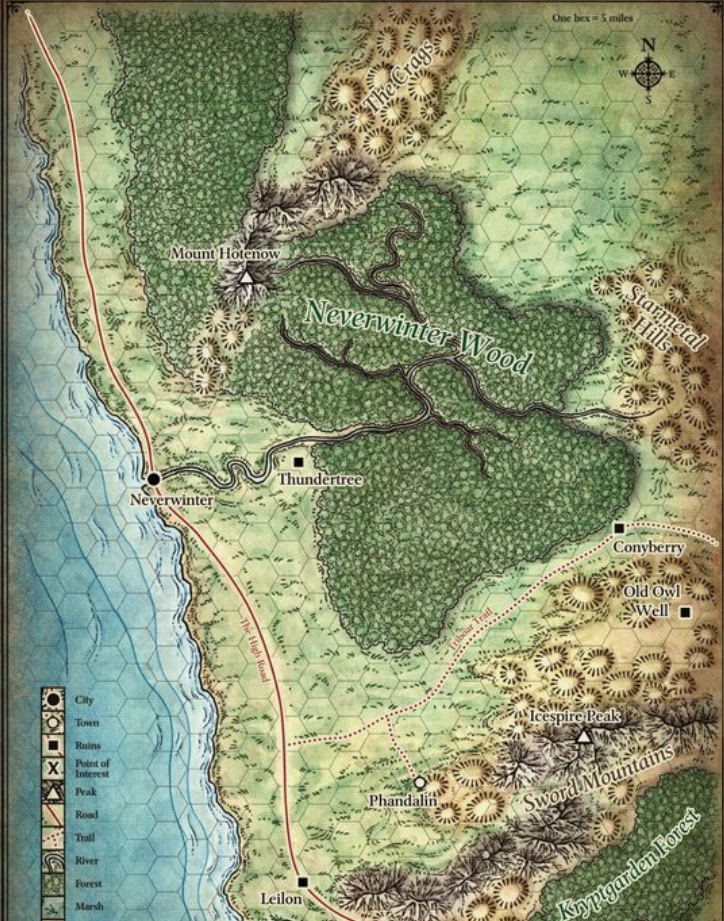 One hex = 5 miles
N
W
E
S
The Crags
Mount Hotenow
Neverwinter Wood
Starmetal
Hills
Thundertree
Neverwinter
Conyberry
Old Owl
Well
Triboar Trail
The High Road
Icespire Peak
Sword Mountains
Phandalin
Kryptgarden Forest
Leilon
City
Town
Ruins
X
Point of
Interest
Peak
Road
Trail
River
Forest
Marsh